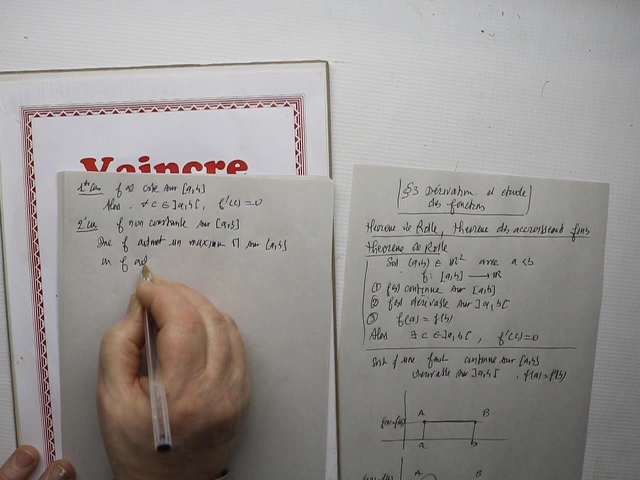 Vaincre
1er Cas f est cste sur [a,b]
Alors . ∀ c ∈ ]a,b[, f'(c)=0
2e cas f non constante sur [a,b]
Donc f admet un maximum M sur [a,b]
on f ad
§3 Dérivation et étude
des fonctions
Théorème de Rolle, Théorème des accroissements finis
Théorème de Rolle
Soit (a,b) ∈ ℝ² avec a<b
f: [a,b] → ℝ
(1) f est continue sur [a,b]
(2) f est dérivable sur ]a,b[
(3) f(a) = f(b)
Alors ∃ c ∈ ]a,b[, f'(c)=0
Soit f une fonct continue sur [a,b]
dérivable sur ]a,b[, f(a)=f(b)
A B
f(a)=f(b)
a b
A B